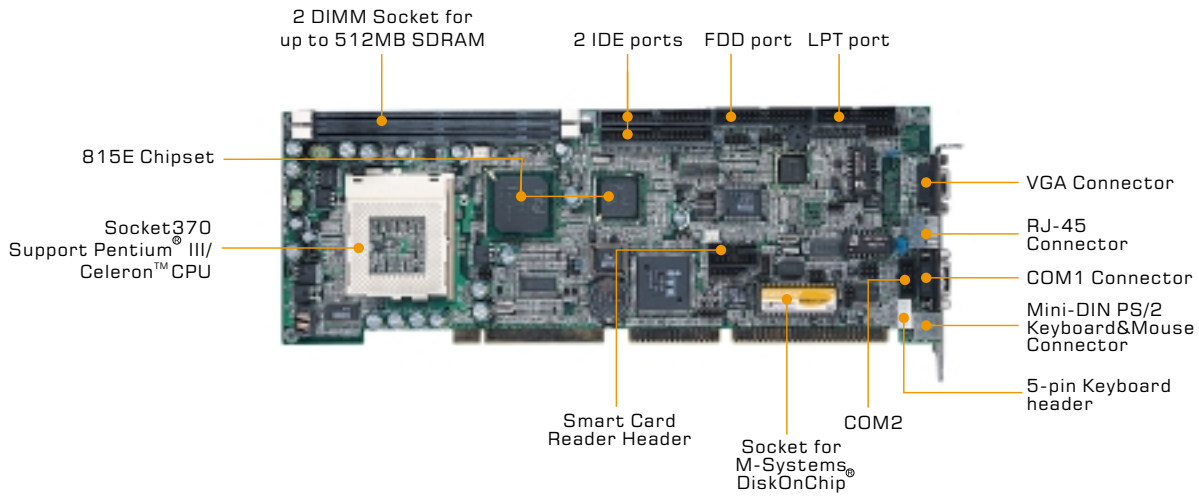 2 DIMM Socket for
up to 512MB SDRAM
2 IDE ports
FDD port
LPT port
815E Chipset
Socket370
Support Pentium® III/
Celeron™ CPU
VGA Connector
RJ-45
Connector
COM1 Connector
Mini-DIN PS/2
Keyboard&Mouse
Connector
5-pin Keyboard
header
COM2
Smart Card
Reader Header
Socket for
M-Systems
DiskOnChip®